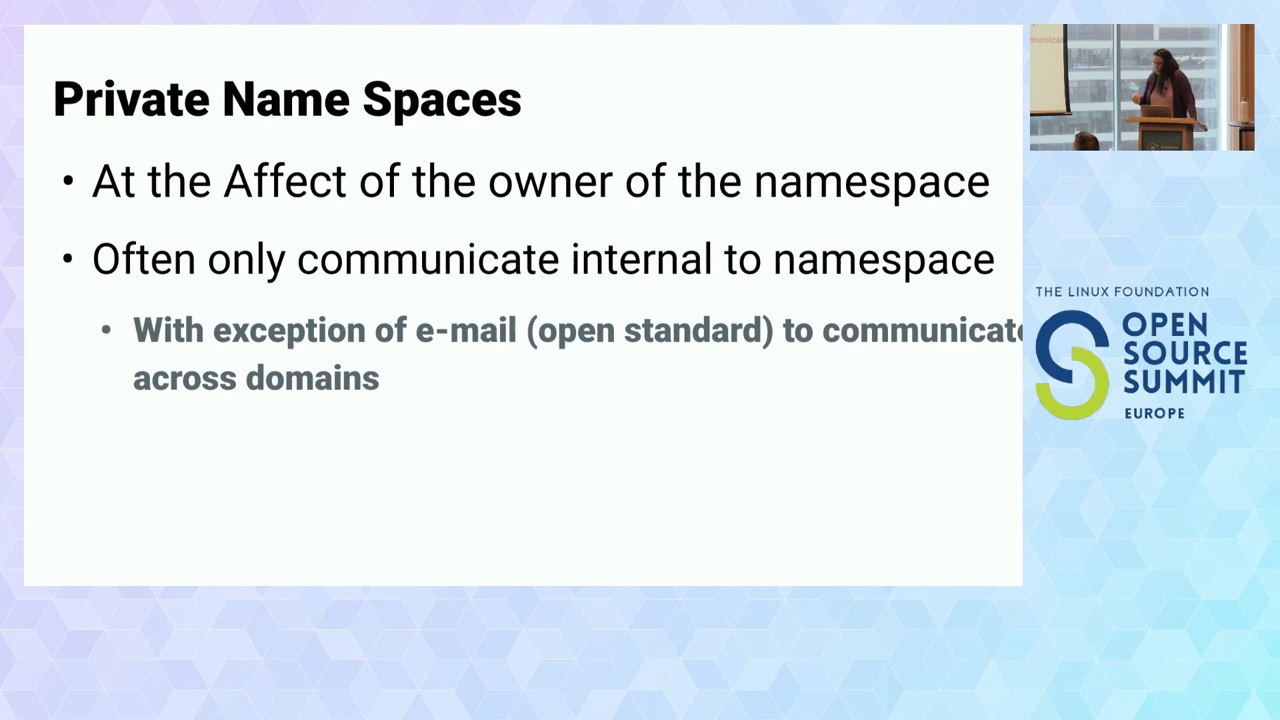 Private Name Spaces
• At the Affect of the owner of the namespace
• Often only communicate internal to namespace
• With exception of e-mail (open standard) to communicate
across domains
THE LINUX FOUNDATION
OPEN
SOURCE
SUMMIT
EUROPE